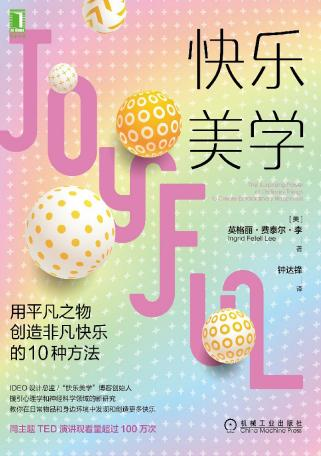 JOYFUL
快乐
美学
The Surprising Power
of Ordinary Things
to Create Extraordinary Happiness
[美]
英格丽·费泰尔·李
Ingrid Fetell Lee
著
钟达锋
译
用平凡之物
创造非凡快乐
的10种方法
IDEO 设计总监/“快乐美学”博客创始人
援引心理学和神经科学领域的新研究
教你在日常物品和身边环境中发现和创造更多快乐
同主题 TED 演讲观看量超过 100 万次
机械工业出版社
China Machine Press